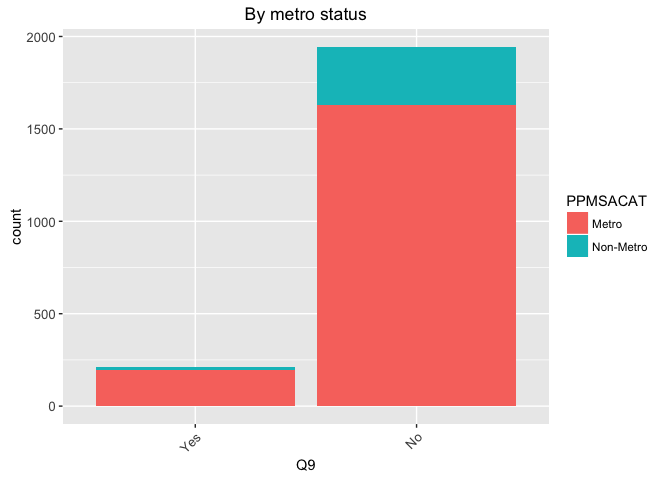 By metro status
2000
1500
1000
500
0
count
Yes
No
Q9
PPMSACAT
Metro
Non-Metro